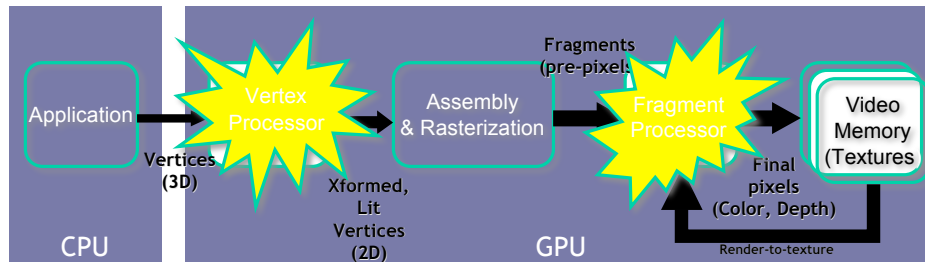 Application
Vertices
(3D)
CPU
Vertex
Processor
Xformed,
Lit
Vertices
(2D)
Assembly
& Rasterization
Fragments
(pre-pixels
Fragment
Processor
Final
pixels
(Color, Depth)
Video
Memory
(Textures
Render-to-texture
GPU